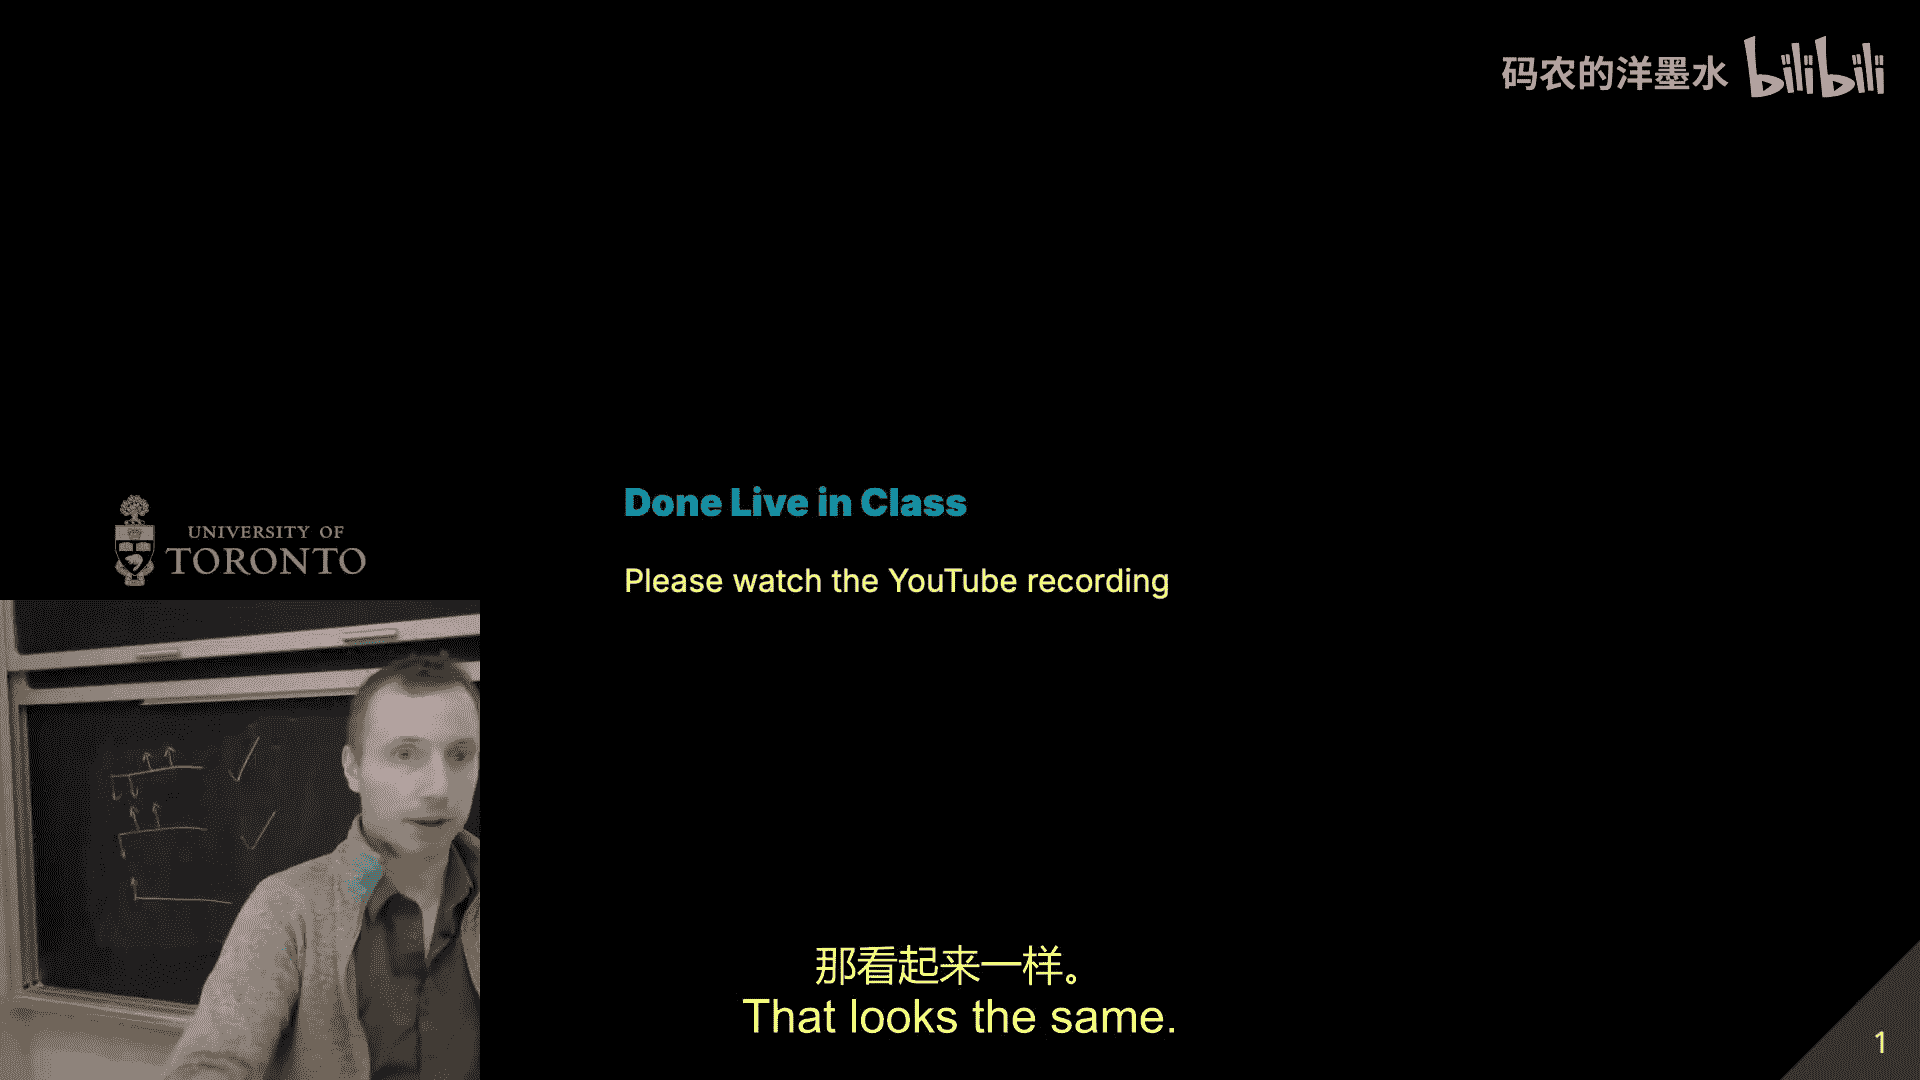 码农的洋墨水 bilibili
UNIVERSITY OF
TORONTO
Done Live in Class
Please watch the YouTube recording
那看起来一样。
That looks the same.
1